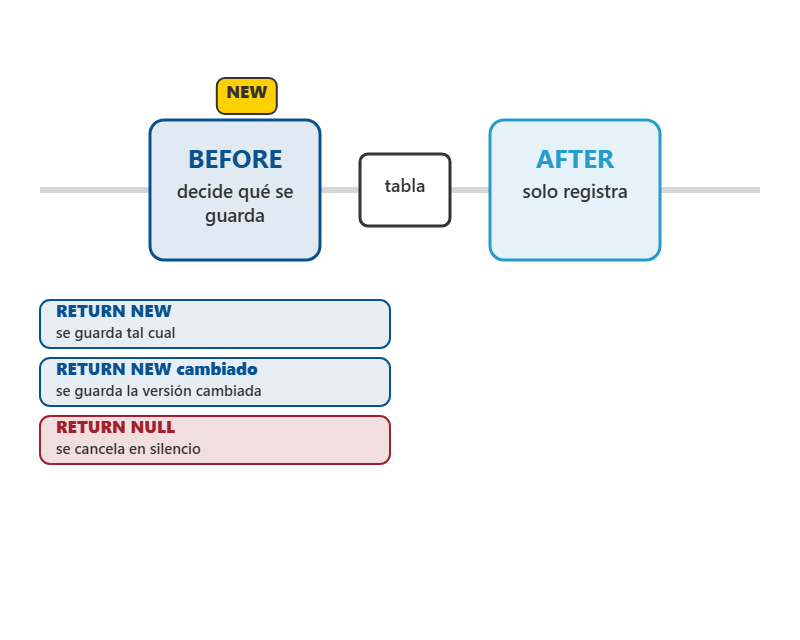 NEW
BEFORE
decide qué se
guarda
tabla
AFTER
solo registra
RETURN NEW
se guarda tal cual
RETURN NEW cambiado
se guarda la versión cambiada
RETURN NULL
se cancela en silencio